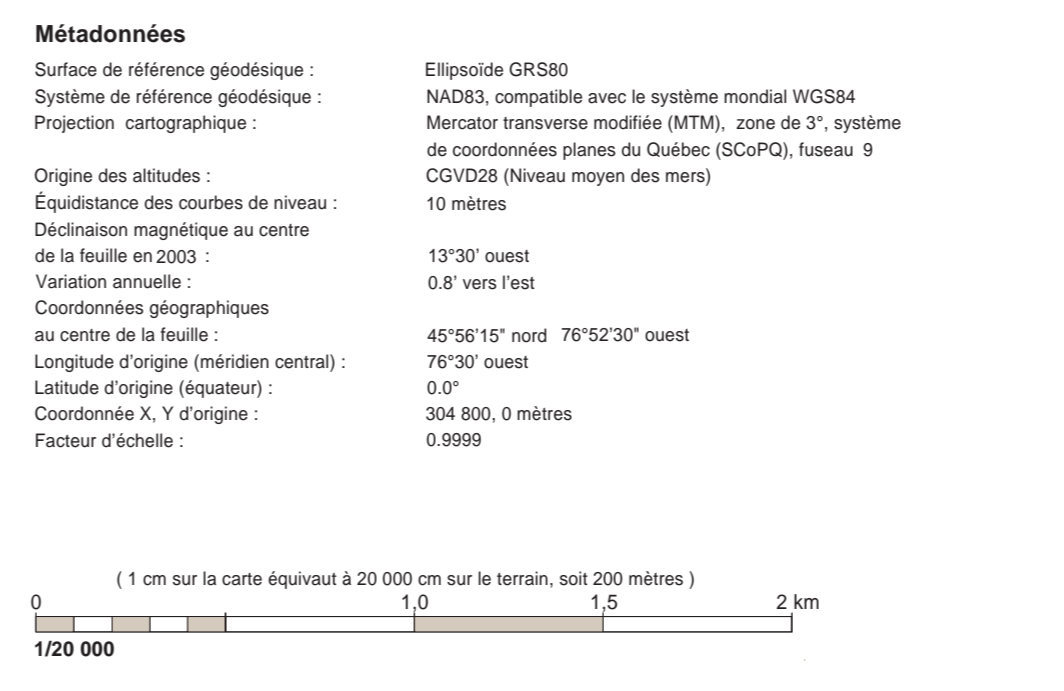 Métadonnées
Surface de référence géodésique : Ellipsoïde GRS80
Système de référence géodésique : NAD83, compatible avec le système mondial WGS84
Projection cartographique : Mercator transverse modifiée (MTM), zone de 3°, système
de coordonnées planes du Québec (SCoPQ), fuseau 9
Origine des altitudes : CGVD28 (Niveau moyen des mers)
Équidistance des courbes de niveau : 10 mètres
Déclinaison magnétique au centre
de la feuille en 2003 : 13°30’ ouest
Variation annuelle : 0.8’ vers l’est
Coordonnées géographiques
au centre de la feuille : 45°56’15" nord 76°52’30" ouest
Longitude d’origine (méridien central) : 76°30’ ouest
Latitude d’origine (équateur) : 0.0°
Coordonnée X, Y d’origine : 304 800, 0 mètres
Facteur d’échelle : 0.9999
( 1 cm sur la carte équivaut à 20 000 cm sur le terrain, soit 200 mètres )
0 1,0 1,5 2 km
1/20 000